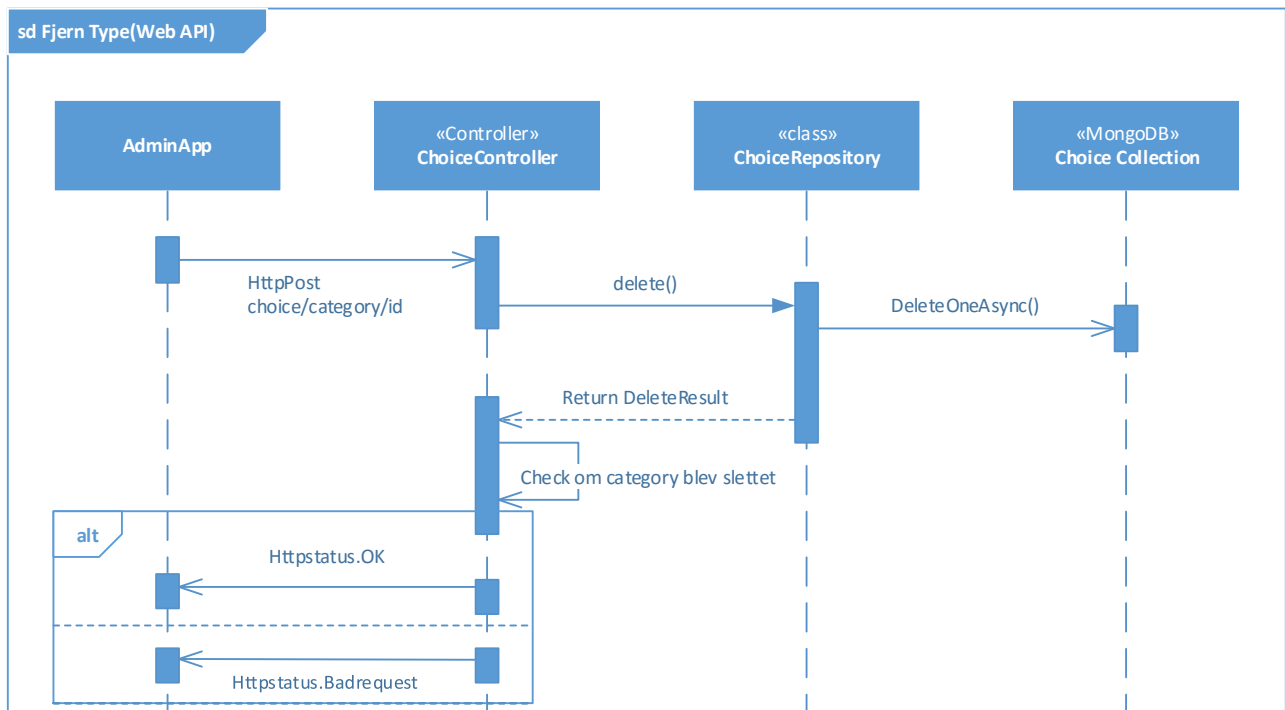 sd Fjern Type(Web API)
AdminApp
«Controller»
ChoiceController
«class»
ChoiceRepository
«MongoDB»
Choice Collection
HttpPost
choice/category/id
delete()
DeleteOneAsync()
Return DeleteResult
Check om category blev slettet
alt
Httpstatus.OK
Httpstatus.Badrequest